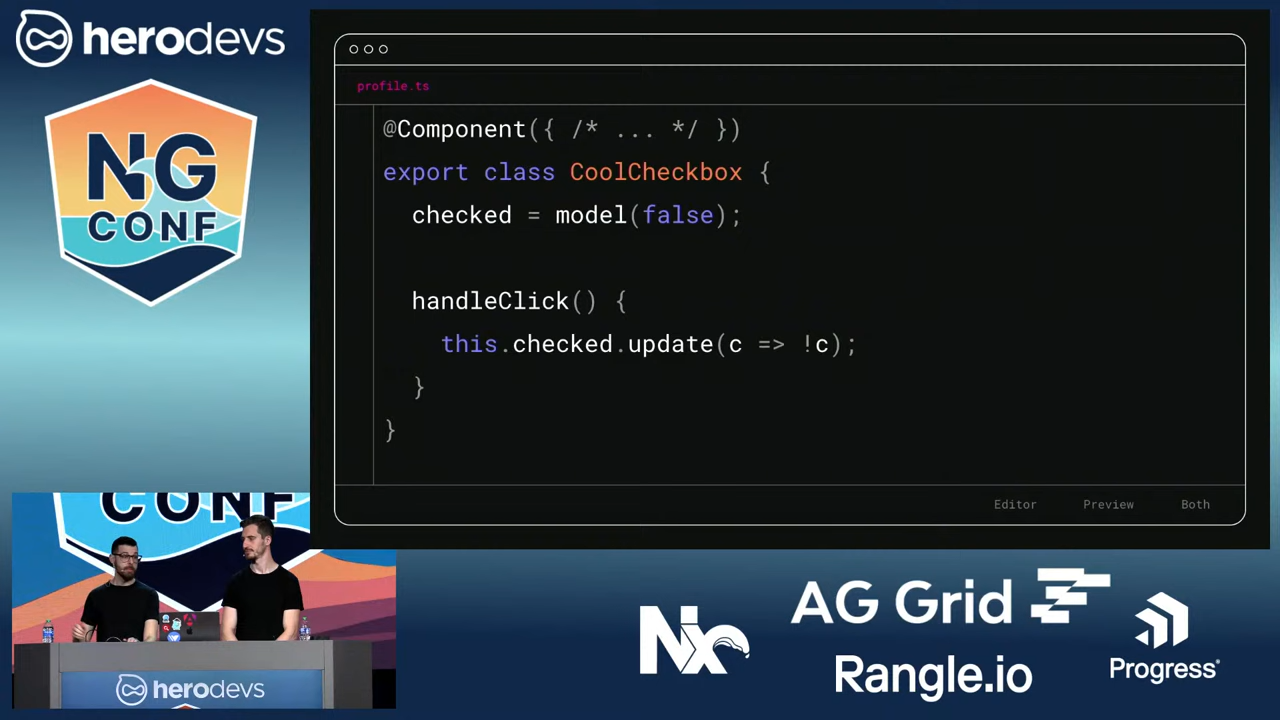 herodevs
NG
CONF
profile.ts
@Component({ /* ... */ })
export class CoolCheckbox {
checked = model(false);
handleClick() {
this.checked.update(c => !c);
}
}
Editor Preview Both
CONF
herodevs
Nx
AG Grid
Rangle.io
Progress